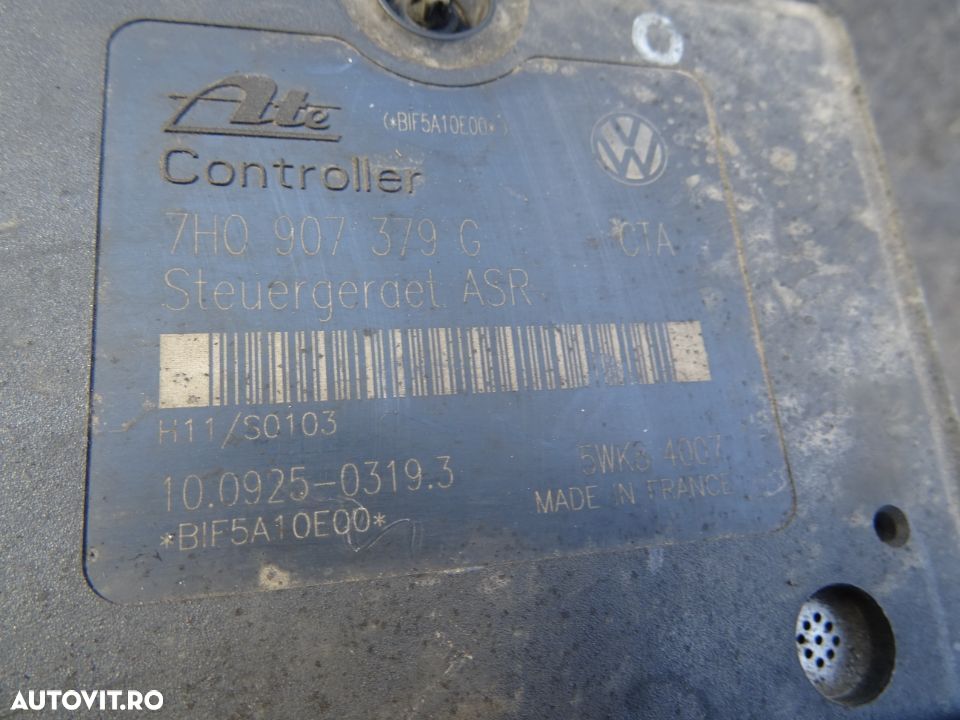 Ate (*BIF5A10E00*)
Controller
7H0 907 379 G CTA
Steuergeraet ASR
H11/S0103
10.0925-0319.3 5WK8 4007
*BIF5A10E00* MADE IN FRANCE
AUTOVIT.RO